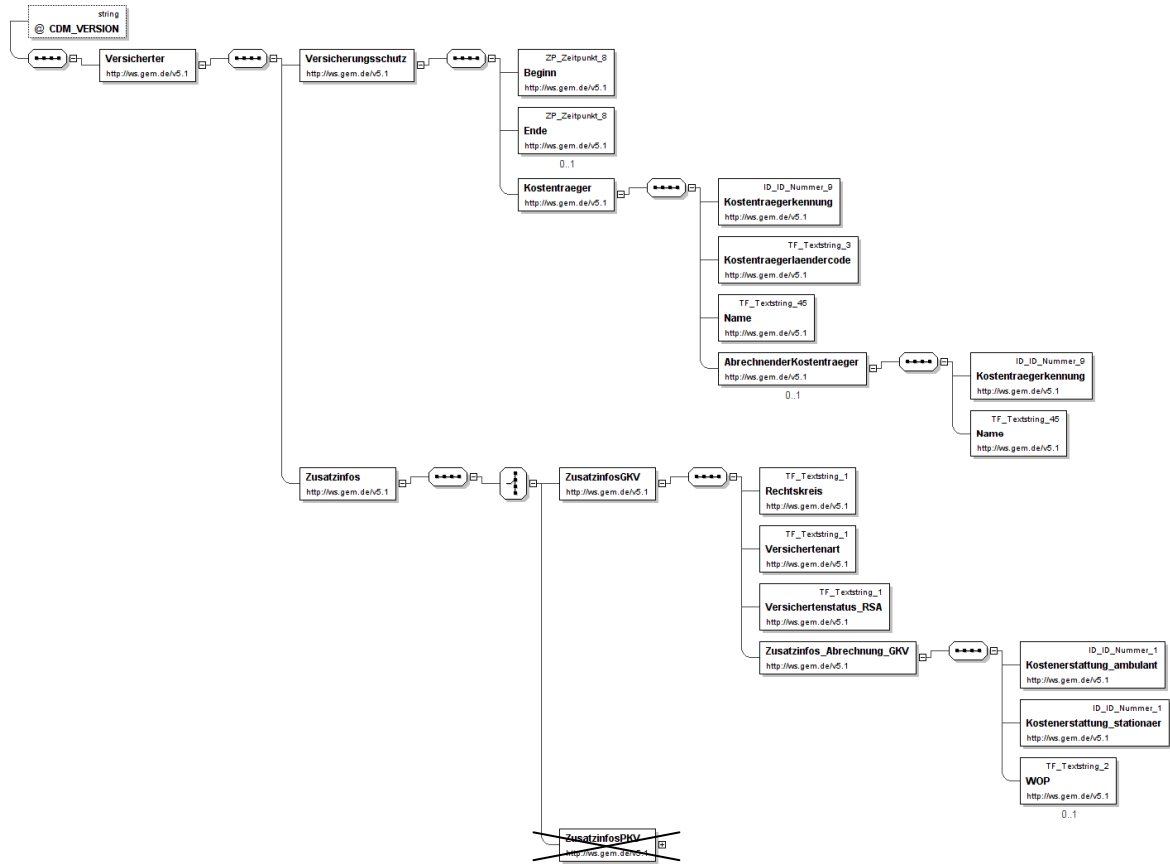 string
@ CDM_VERSION
Versicherter
http://ws.gem.de/v5.1
Versicherungsschutz
http://ws.gem.de/v5.1
ZP_Zeitpunkt_8
Beginn
http://ws.gem.de/v5.1
ZP_Zeitpunkt_8
Ende
http://ws.gem.de/v5.1
0..1
Kostentraeger
http://ws.gem.de/v5.1
ID_ID_Nummer_9
Kostentraegerkennung
http://ws.gem.de/v5.1
TF_Textstring_3
Kostentraegerlaendercode
http://ws.gem.de/v5.1
TF_Textstring_45
Name
http://ws.gem.de/v5.1
AbrechnenderKostentraeger
http://ws.gem.de/v5.1
0..1
ID_ID_Nummer_9
Kostentraegerkennung
http://ws.gem.de/v5.1
TF_Textstring_45
Name
http://ws.gem.de/v5.1
Zusatzinfos
http://ws.gem.de/v5.1
ZusatzinfosGKV
http://ws.gem.de/v5.1
TF_Textstring_1
Rechtskreis
http://ws.gem.de/v5.1
TF_Textstring_1
Versichertenart
http://ws.gem.de/v5.1
TF_Textstring_1
Versichertenstatus_RSA
http://ws.gem.de/v5.1
Zusatzinfos_Abrechnung_GKV
http://ws.gem.de/v5.1
ID_ID_Nummer_1
Kostenerstattung_ambulant
http://ws.gem.de/v5.1
ID_ID_Nummer_1
Kostenerstattung_stationaer
http://ws.gem.de/v5.1
TF_Textstring_2
WOP
http://ws.gem.de/v5.1
0..1
ZusatzinfosPKV
http://ws.gem.de/v5.1